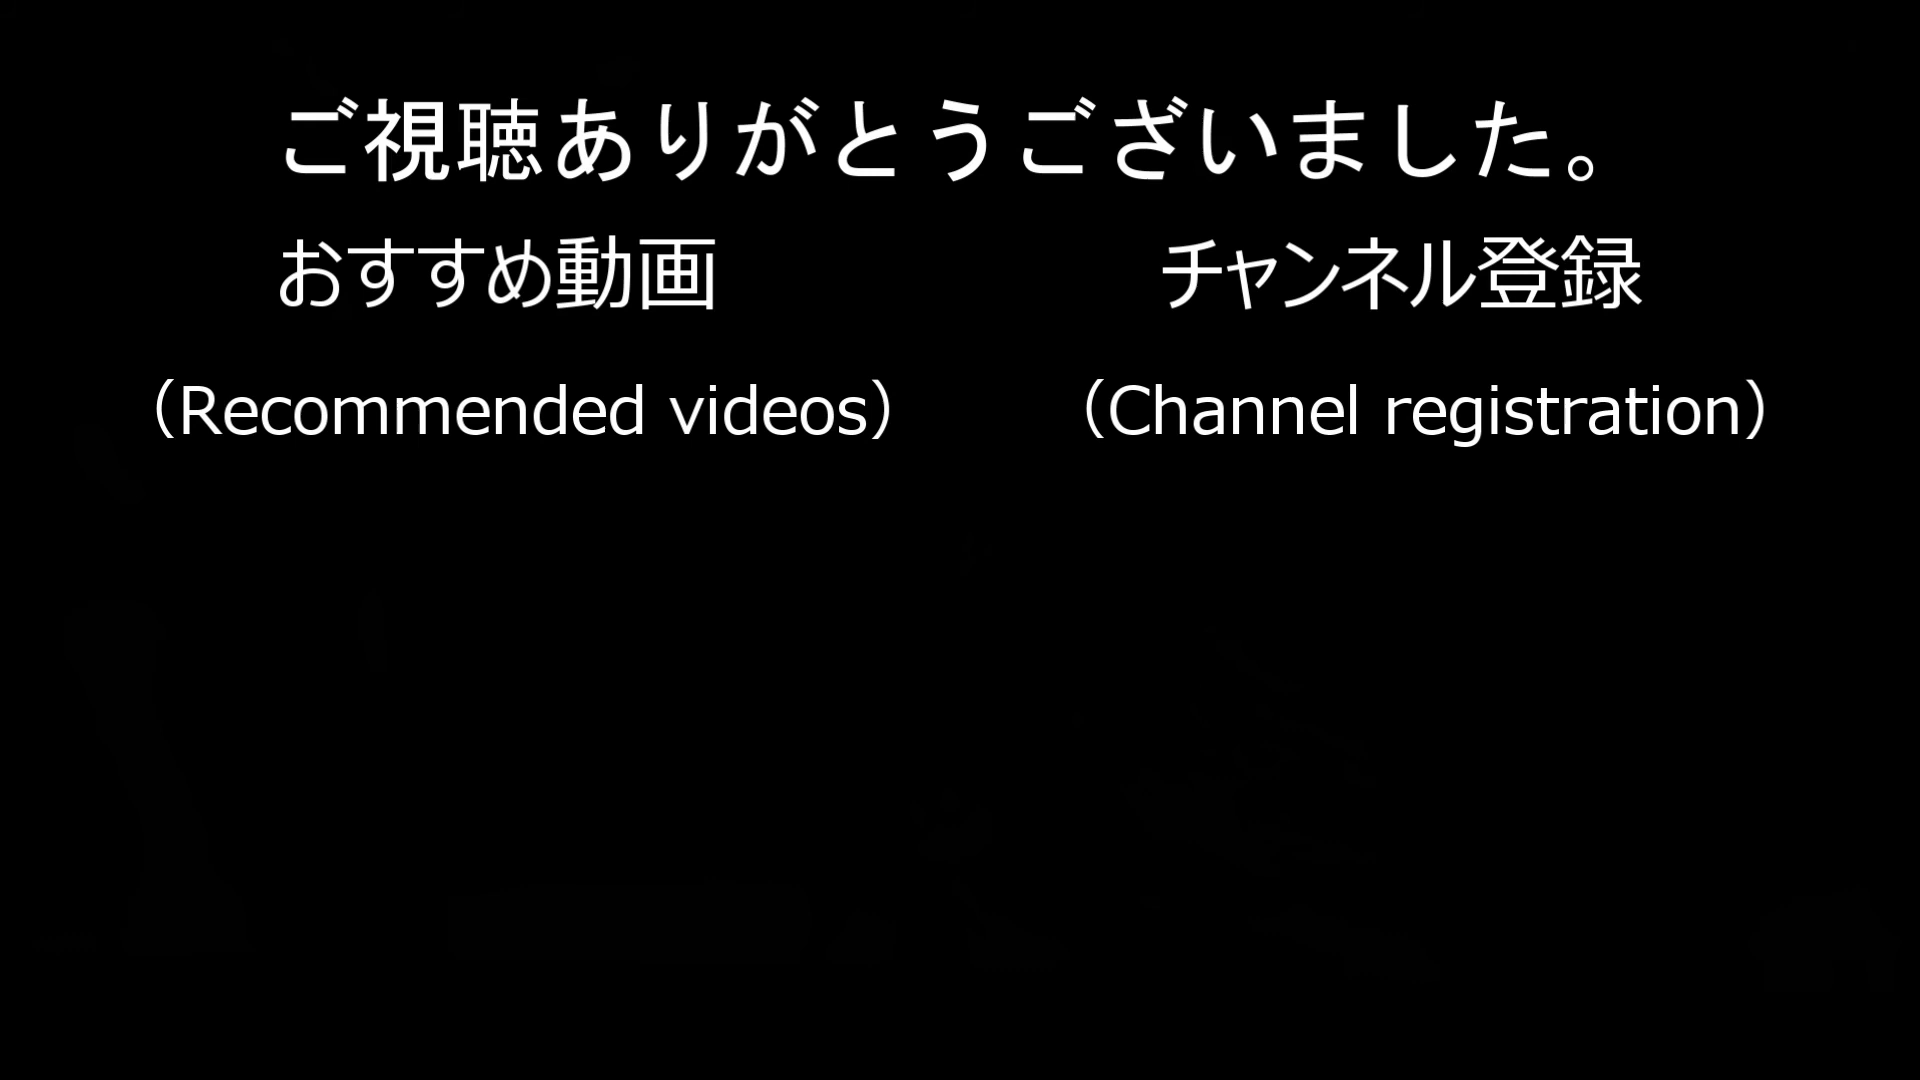 ご視聴ありがとうございました。
おすすめ動画
チャンネル登録
（Recommended videos）
（Channel registration）